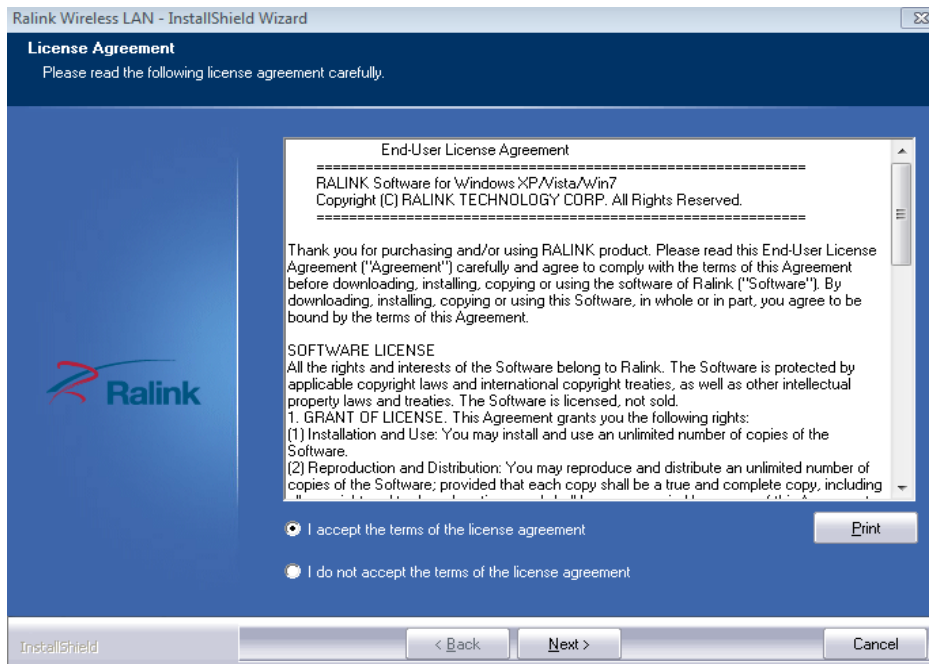 Ralink Wireless LAN - InstallShield Wizard
License Agreement
Please read the following license agreement carefully.
End-User License Agreement
============================================================
RALINK Software for Windows XP/Vista/Win7
Copyright (C) RALINK TECHNOLOGY CORP. All Rights Reserved.
============================================================
Thank you for purchasing and/or using RALINK product. Please read this End-User License
Agreement ("Agreement") carefully and agree to comply with the terms of this Agreement
before downloading, installing, copying or using the software of Ralink ("Software"). By
downloading, installing, copying or using this Software, in whole or in part, you agree to be
bound by the terms of this Agreement.
SOFTWARE LICENSE
All the rights and interests of the Software belong to Ralink. The Software is protected by
applicable copyright laws and international copyright treaties, as well as other intellectual
property laws and treaties. The Software is licensed, not sold.
1. GRANT OF LICENSE. This Agreement grants you the following rights:
(1) Installation and Use: You may install and use an unlimited number of copies of the
Software.
(2) Reproduction and Distribution: You may reproduce and distribute an unlimited number of
copies of the Software; provided that each copy shall be a true and complete copy, including
Ralink
I accept the terms of the license agreement
Print
I do not accept the terms of the license agreement
InstallShield
< Back
Next >
Cancel